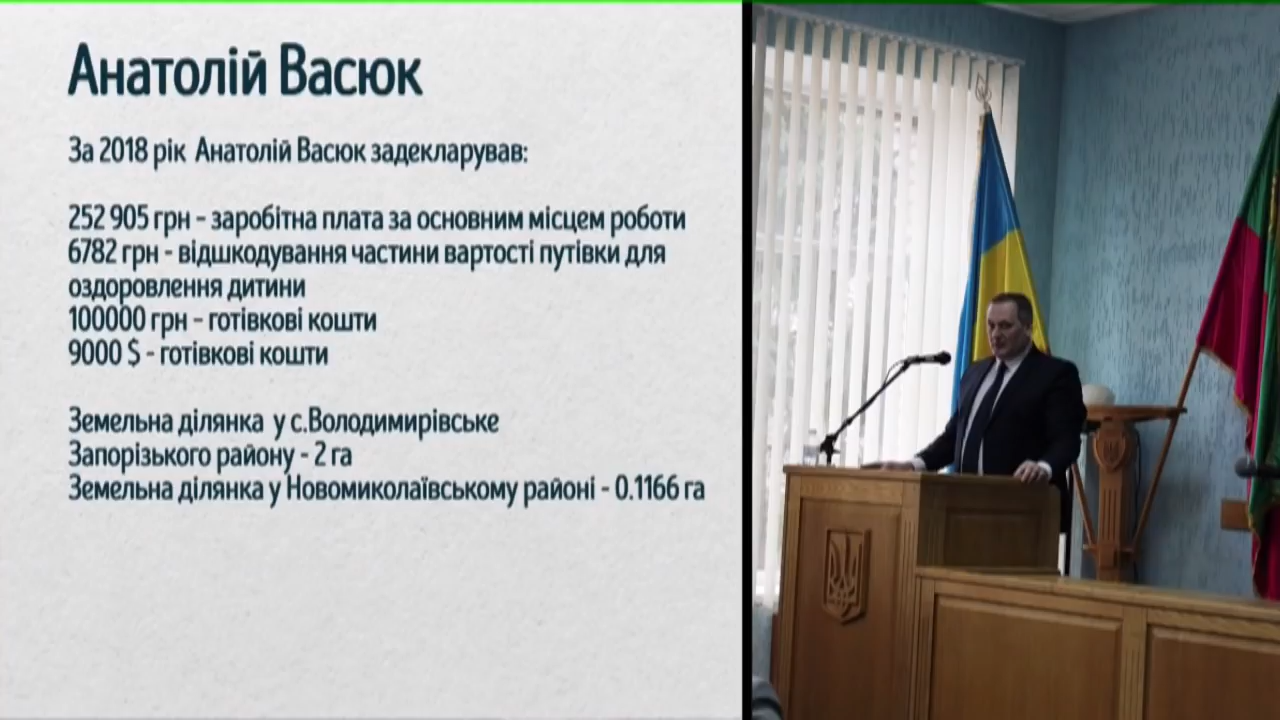 Анатолій Васюк
За 2018 рік Анатолій Васюк задекларував:
252 905 грн - заробітна плата за основним місцем роботи
6782 грн - відшкодування частини вартості путівки для
оздоровлення дитини
100000 грн - готівкові кошти
9000 $ - готівкові кошти
Земельна ділянка у с.Володимирівське
Запорізького району - 2 га
Земельна ділянка у Новомиколаївському районі - 0.1166 га